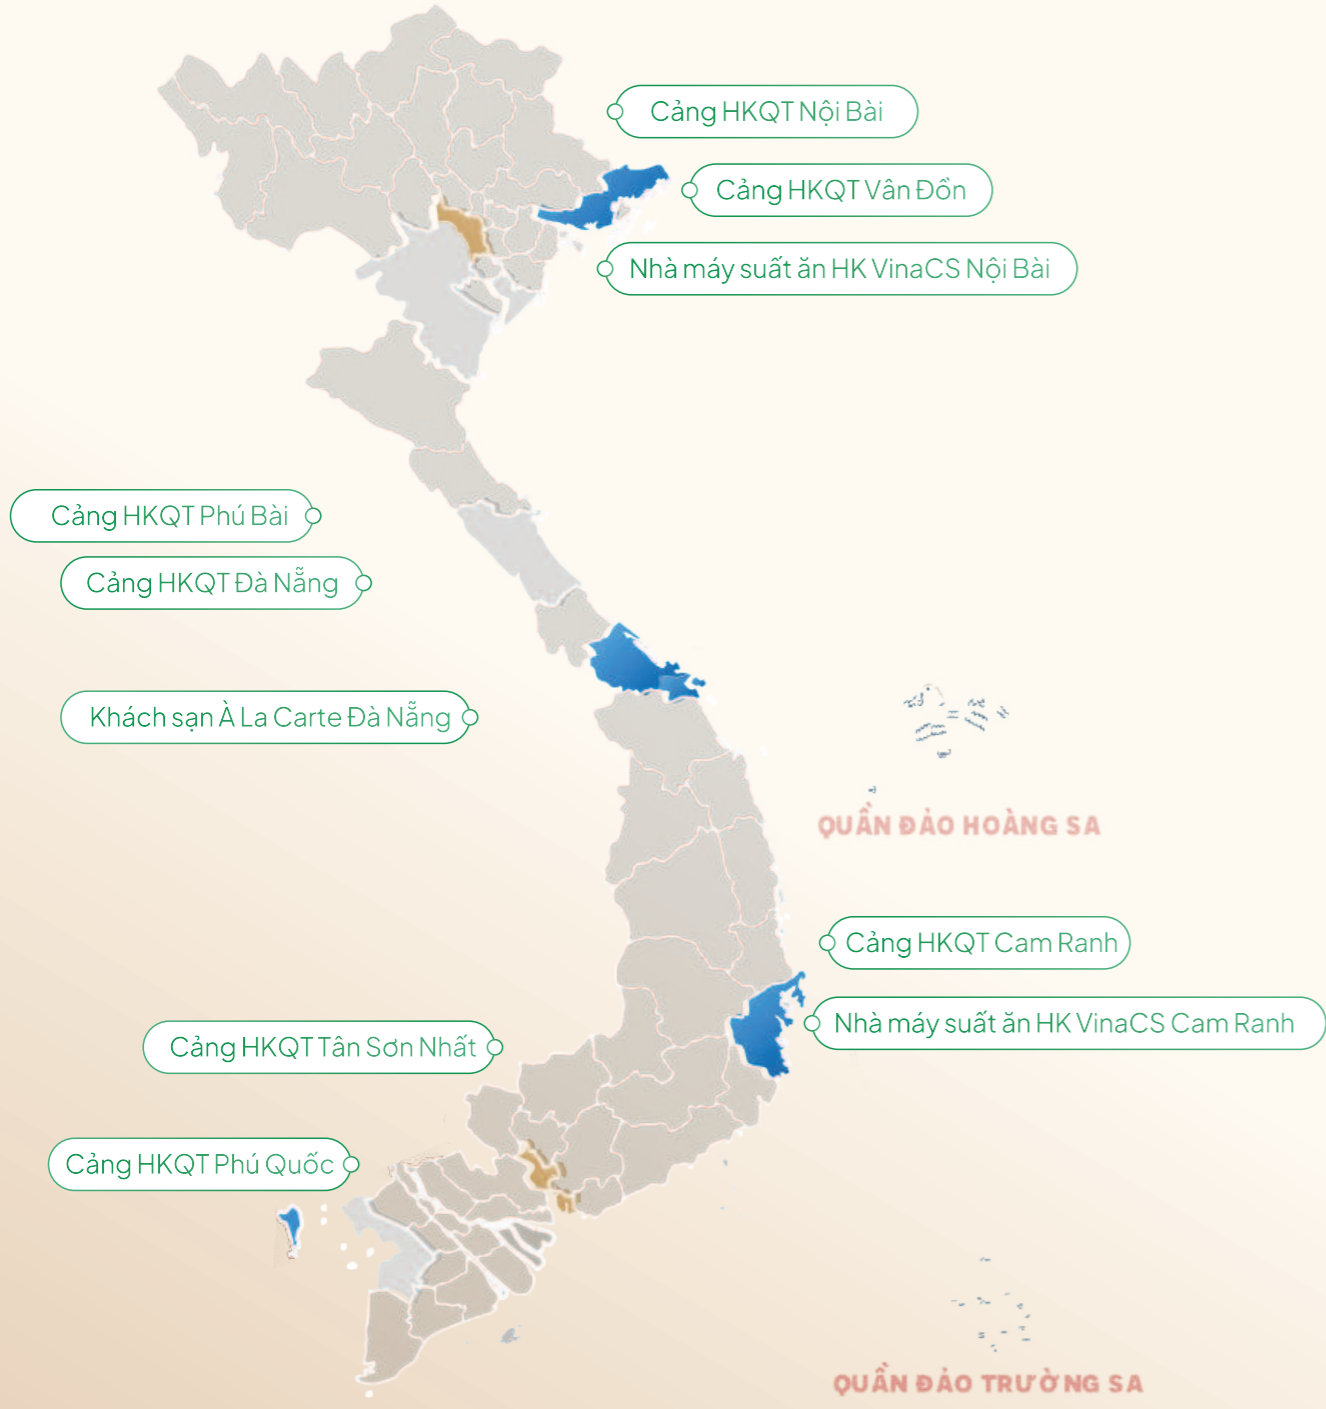 Cảng HKQT Nội Bài
Cảng HKQT Vân Đồn
Nhà máy suất ăn HK VinaCS Nội Bài
Cảng HKQT Phú Bài
Cảng HKQT Đà Nẵng
Khách sạn À La Carte Đà Nẵng
QUẦN ĐẢO HOÀNG SA
Cảng HKQT Cam Ranh
Nhà máy suất ăn HK VinaCS Cam Ranh
Cảng HKQT Tân Sơn Nhất
Cảng HKQT Phú Quốc
QUẦN ĐẢO TRƯỜNG SA